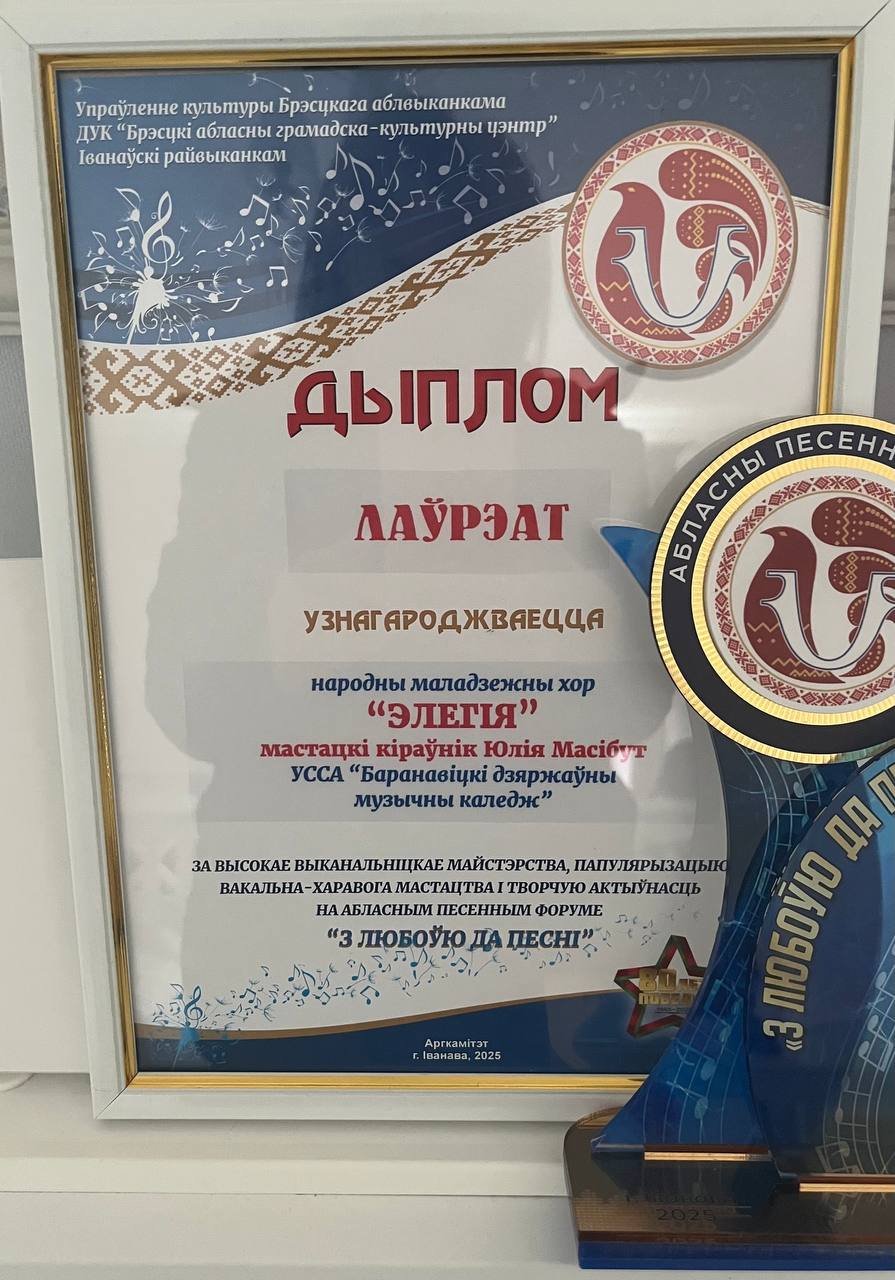 Упраўленне культуры Брэсцкага аблвыканкама
ДУК “Брэсцкі абласны грамадска-культурны цэнтр”
Іванаўскі райвыканкам
ДЫПЛОМ
ЛАЎРЭАТ
УЗНАГАРОДЖВАЕЦЦА
народны маладзежны хор
“ЭЛЕГІЯ”
мастацкі кіраўнік Юлія Масібут
УССА “Баранавіцкі дзяржаўны
музычны каледж”
ЗА ВЫСОКАЕ ВЫКАНАЛЬНІЦКАЕ МАЙСТЭРСТВА, ПАПУЛЯРЫЗАЦЫЮ
ВАКАЛЬНА-ХАРАВОГА МАСТАЦТВА І ТВОРЧУЮ АКТЫЎНАСЦЬ
НА АБЛАСНЫМ ПЕСЕННЫМ ФОРУМЕ
“З ЛЮБОЎЮ ДА ПЕСНІ”
80
Аргкамітэт
г. Іванава, 2025
АБЛАСНЫ ПЕСЕНН
«З ЛЮБОЎЮ ДА П
2025